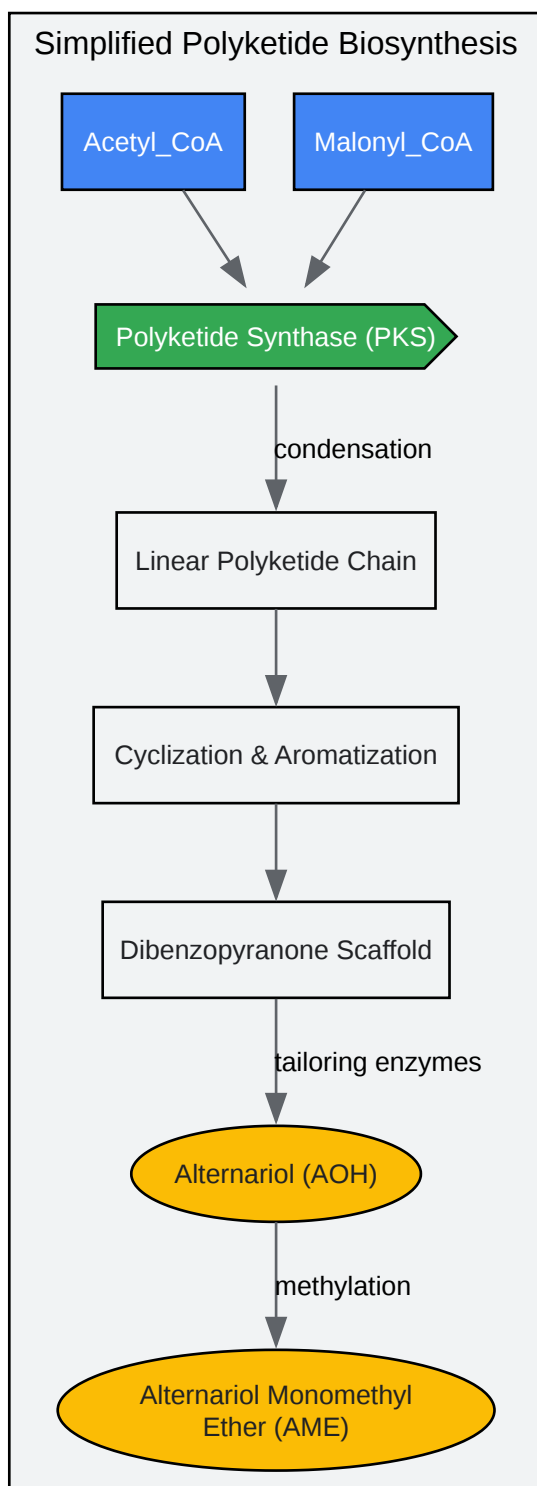 Simplified Polyketide Biosynthesis
Acetyl_CoA
Malonyl_CoA
Polyketide Synthase (PKS)
condensation
Linear Polyketide Chain
Cyclization & Aromatization
Dibenzopyranone Scaffold
tailoring enzymes
Alternariol (AOH)
methylation
Alternariol Monomethyl
Ether (AME)